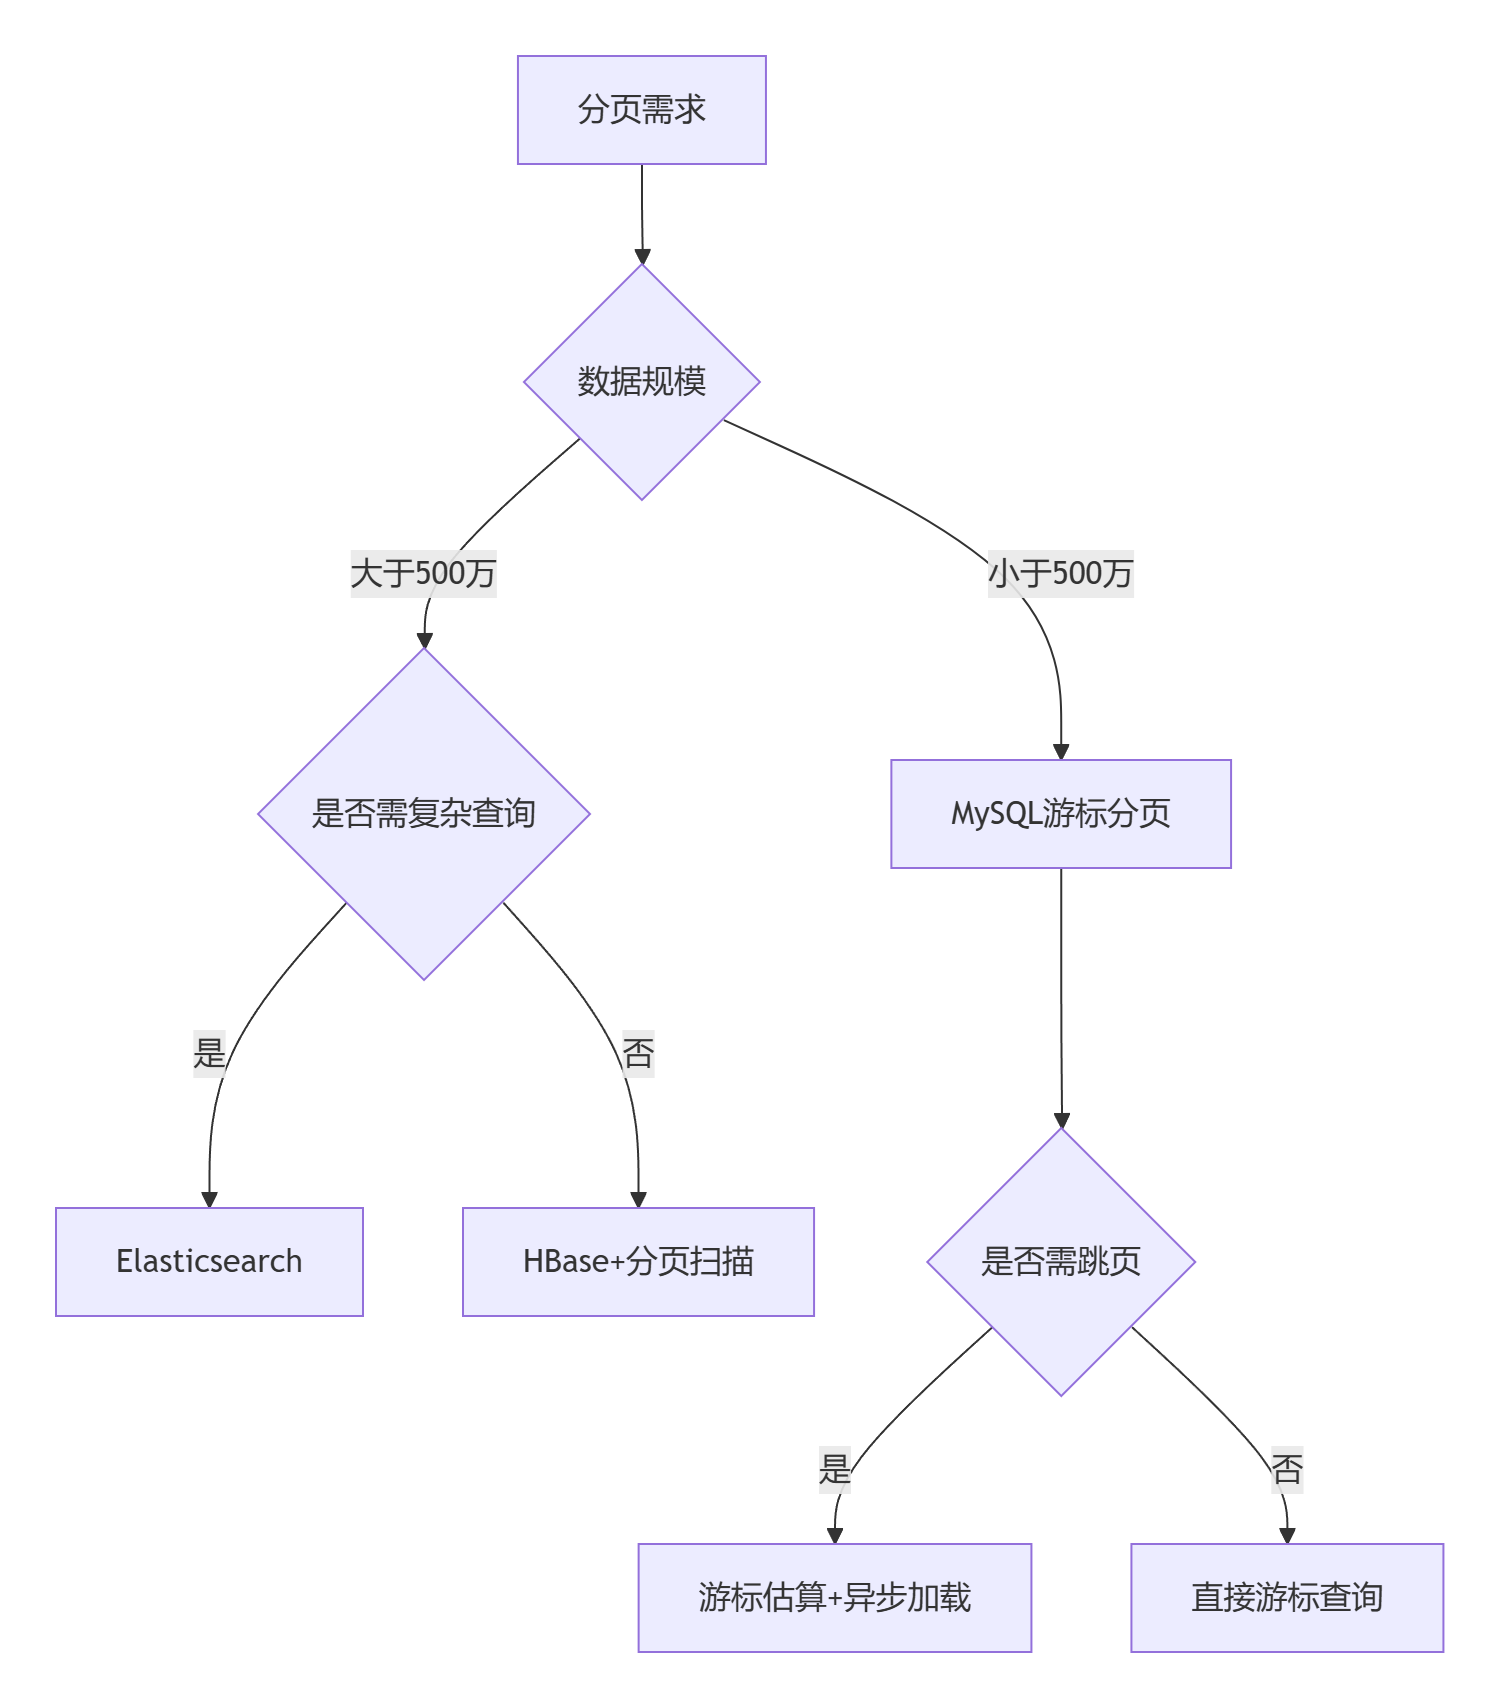 分页需求
数据规模
大于500万
小于500万
是否需复杂查询
MySQL游标分页
是
否
Elasticsearch
HBase+分页扫描
是否需跳页
是
否
游标估算+异步加载
直接游标查询